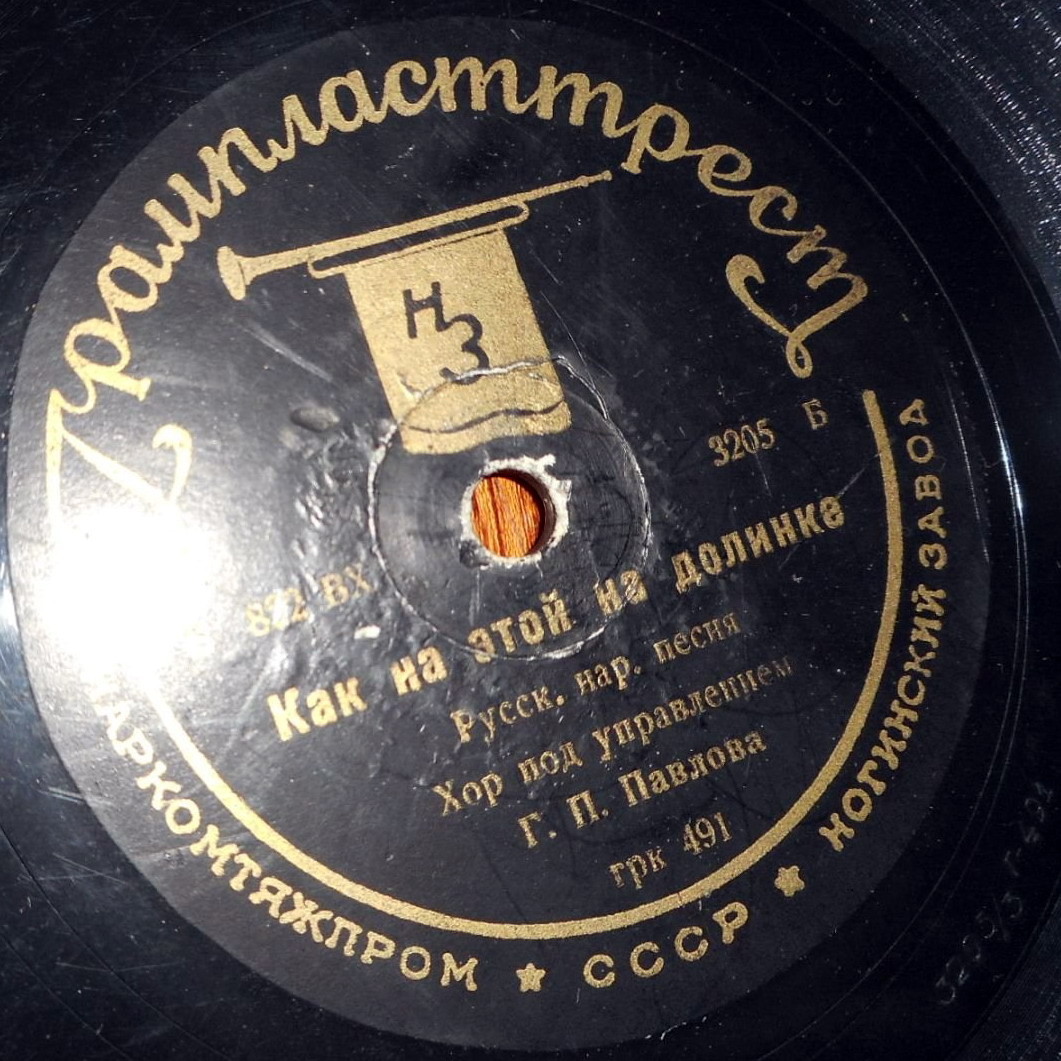 Грампласттрест
НЗ
3205 Б
ВХ
Как на этой на долинке
Русск. нар. песня
Хор под управлением
Г. П. Павлова
грк 491
НАРКОМТЯЖПРОМ ★ СССР ★ НОГИНСКИЙ ЗАВОД